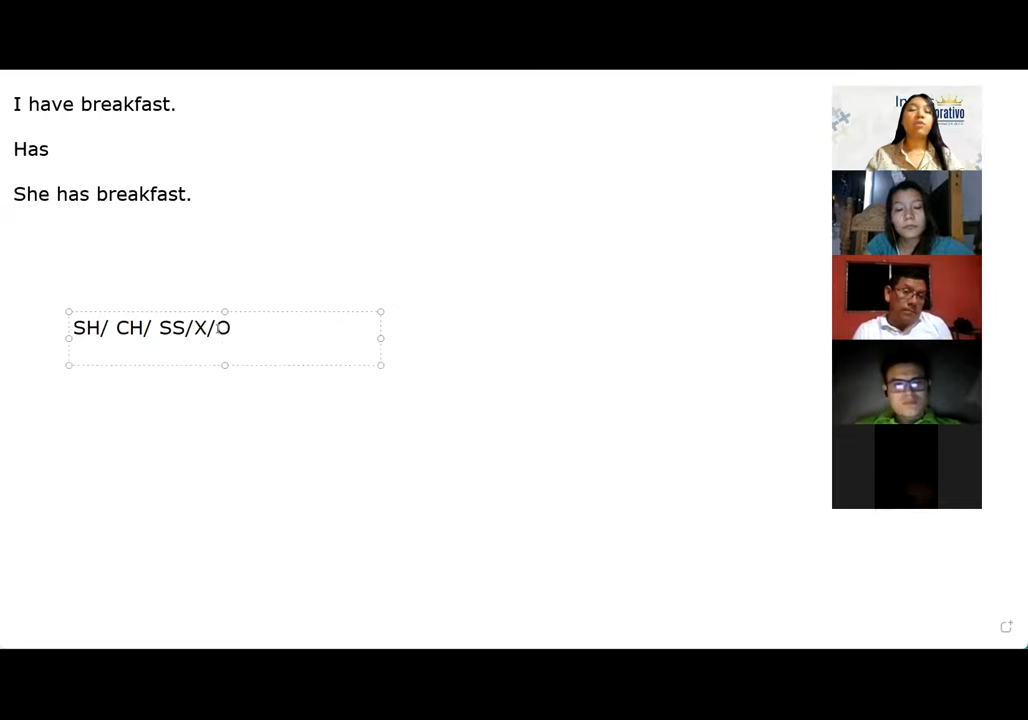 I have breakfast.
Has
She has breakfast.
SH/ CH/ SS/X/O